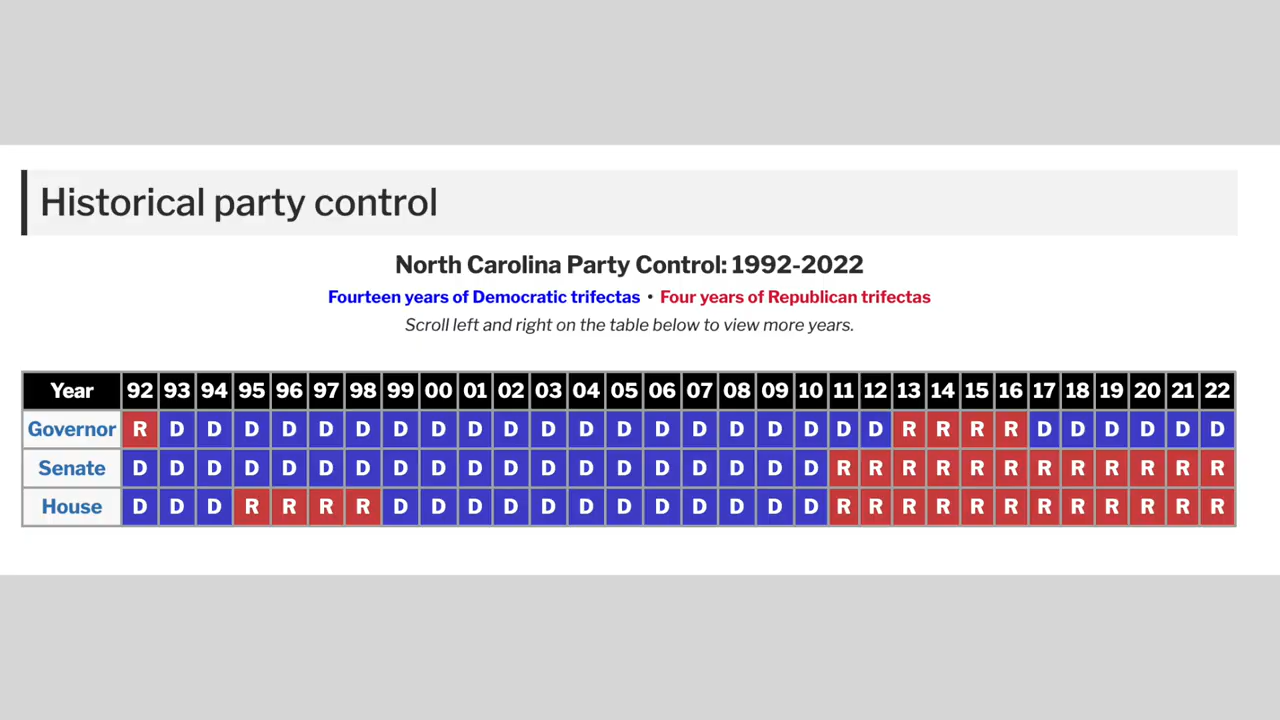 Historical party control
North Carolina Party Control: 1992-2022
Fourteen years of Democratic trifectas • Four years of Republican trifectas
Scroll left and right on the table below to view more years.
Year 92 93 94 95 96 97 98 99 00 01 02 03 04 05 06 07 08 09 10 11 12 13 14 15 16 17 18 19 20 21 22
Governor R D D D D D D D D D D D D D D D D D D D D R R R R D D D D D D
Senate D D D D D D D D D D D D D D D D D D D R R R R R R R R R R R R
House D D D R R R R D D D D D D D D D D D D R R R R R R R R R R R R